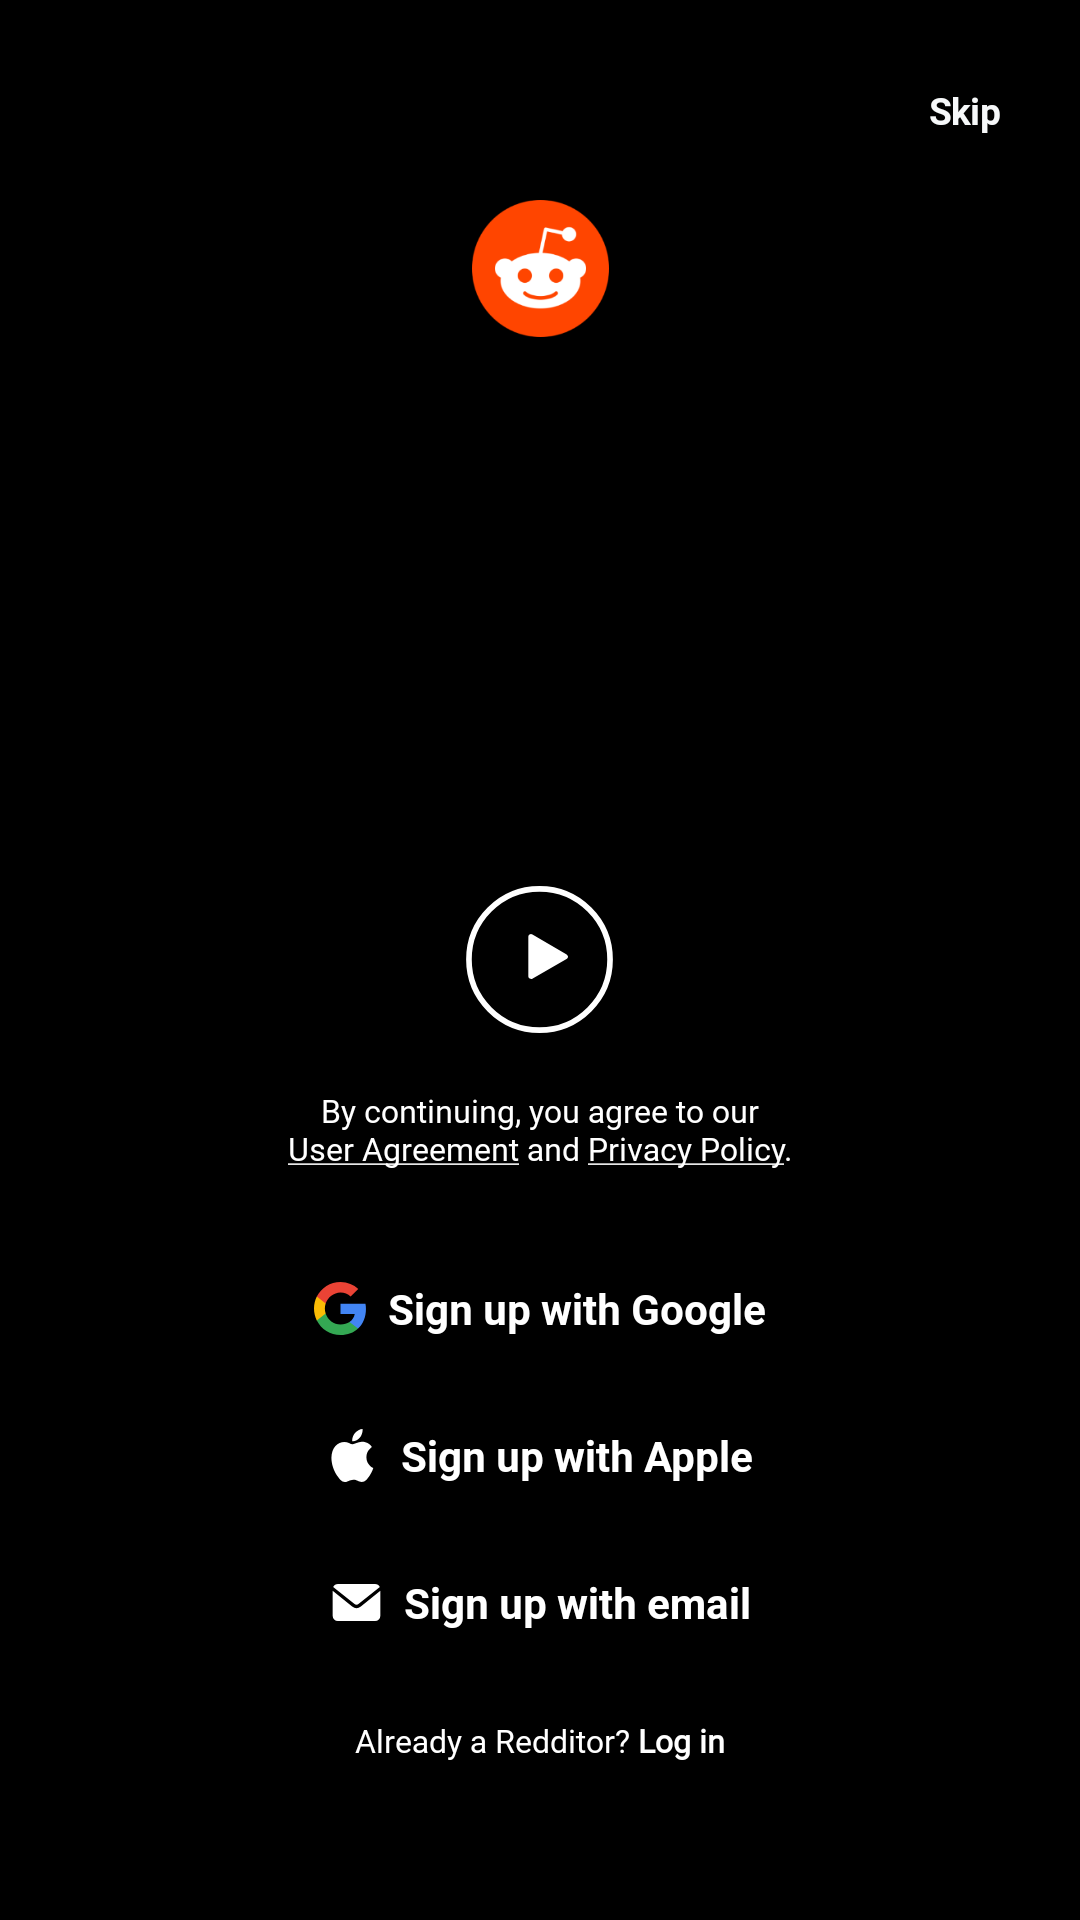 Skip
By continuing, you agree to our
User Agreement and Privacy Policy.
Sign up with Google
Sign up with Apple
Sign up with email
Already a Redditor? Log in